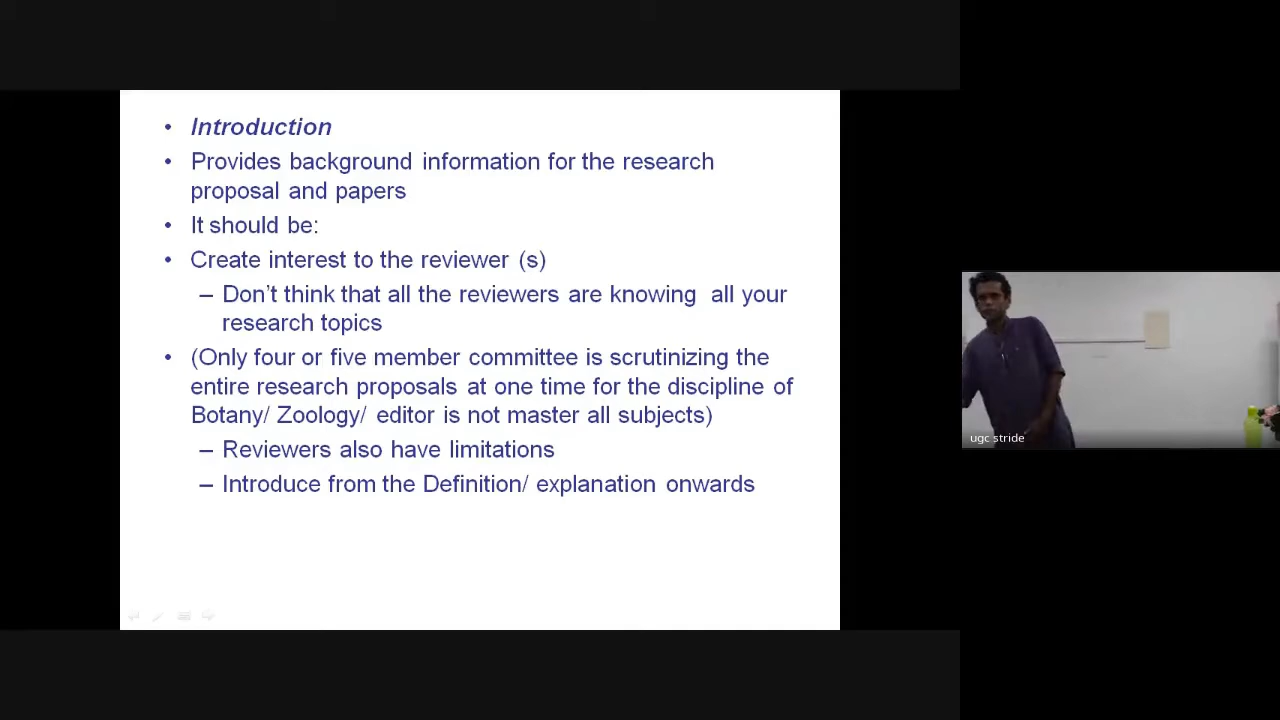 • Introduction
• Provides background information for the research
proposal and papers
• It should be:
• Create interest to the reviewer (s)
– Don't think that all the reviewers are knowing all your
research topics
• (Only four or five member committee is scrutinizing the
entire research proposals at one time for the discipline of
Botany/ Zoology/ editor is not master all subjects)
– Reviewers also have limitations
– Introduce from the Definition/ explanation onwards
ugc stride